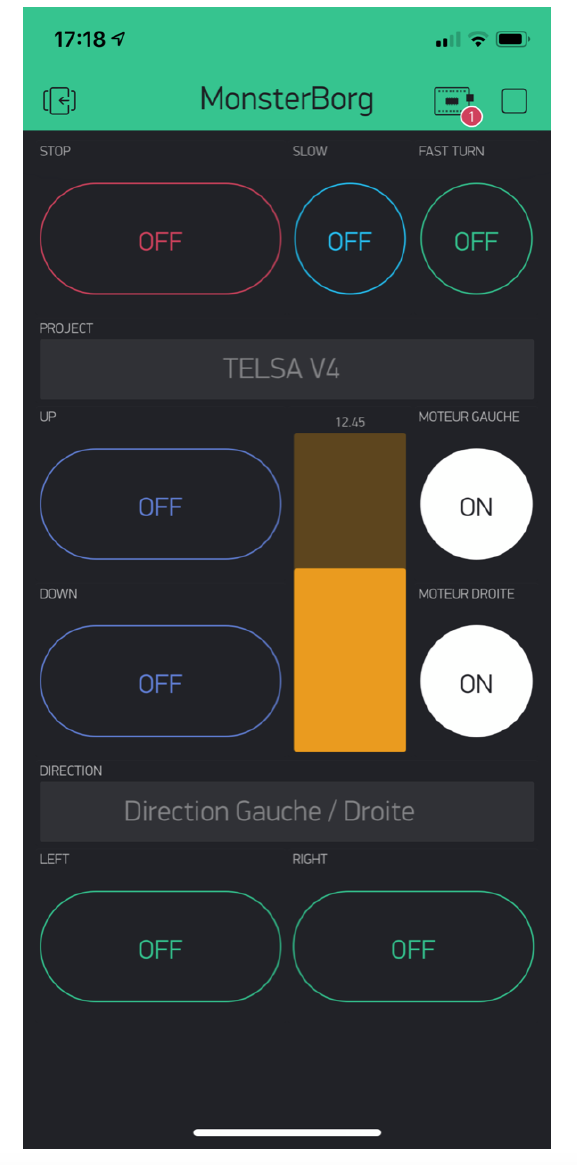 17:18
MonsterBorg
1
STOP SLOW FAST TURN
OFF OFF OFF
PROJECT
TELSA V4
UP 12.45 MOTEUR GAUCHE
OFF ON
DOWN MOTEUR DROITE
OFF ON
DIRECTION
Direction Gauche / Droite
LEFT RIGHT
OFF OFF